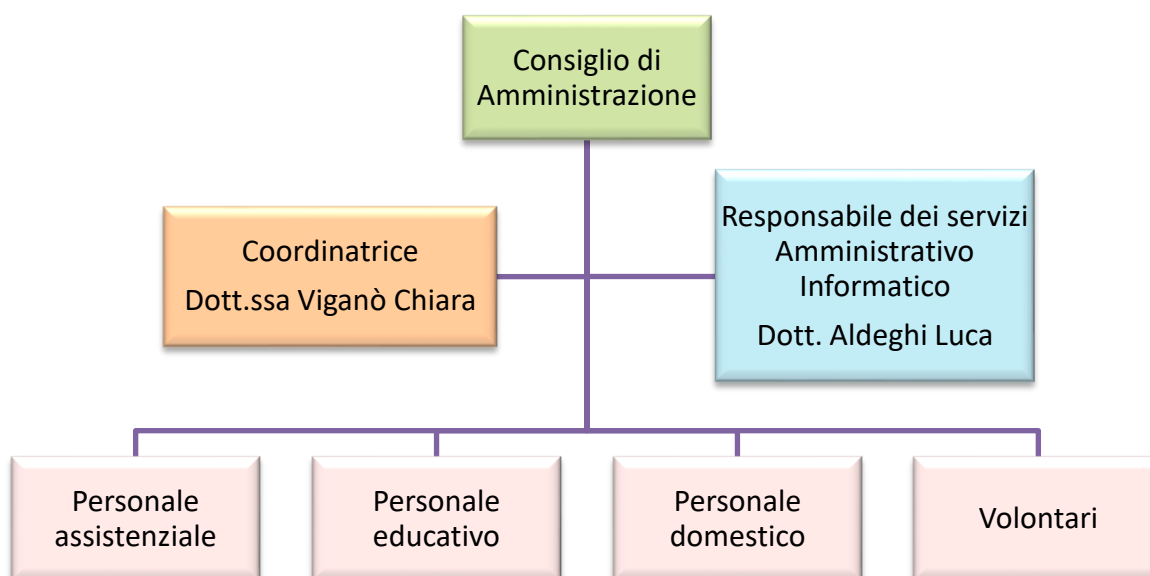 Consiglio di
Amministrazione
Coordinatrice
Dott.ssa Viganò Chiara
Responsabile dei servizi
Amministrativo
Informatico
Dott. Aldeghi Luca
Personale
assistenziale
Personale
educativo
Personale
domestico
Volontari